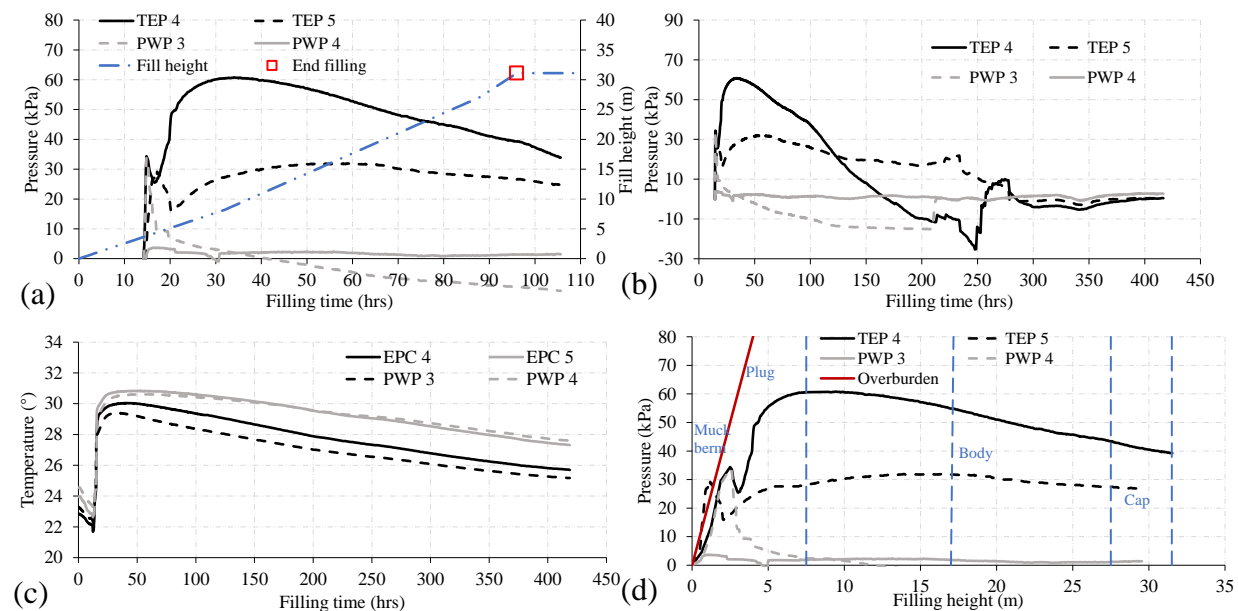 TEP 4
TEP 5
PWP 3
PWP 4
Fill height
End filling
Pressure (kPa)
80
70
60
50
40
30
20
10
0
40
35
30
25
20
15
10
5
0
Fill height (m)
0 10 20 30 40 50 60 70 80 90 100 110
Filling time (hrs)
(a)
TEP 4
TEP 5
PWP 3
PWP 4
Pressure (kPa)
90
70
50
30
10
-10
-30
0 50 100 150 200 250 300 350 400 450
Filling time (hrs)
(b)
EPC 4
EPC 5
PWP 3
PWP 4
Temperature (°)
34
32
30
28
26
24
22
20
0 50 100 150 200 250 300 350 400 450
Filling time (hrs)
(c)
TEP 4
TEP 5
PWP 3
PWP 4
Overburden
Pressure (kPa)
80
70
60
50
40
30
20
10
0
Much
berm
Plug
Body
Cap
0 5 10 15 20 25 30 35
Filling height (m)
(d)